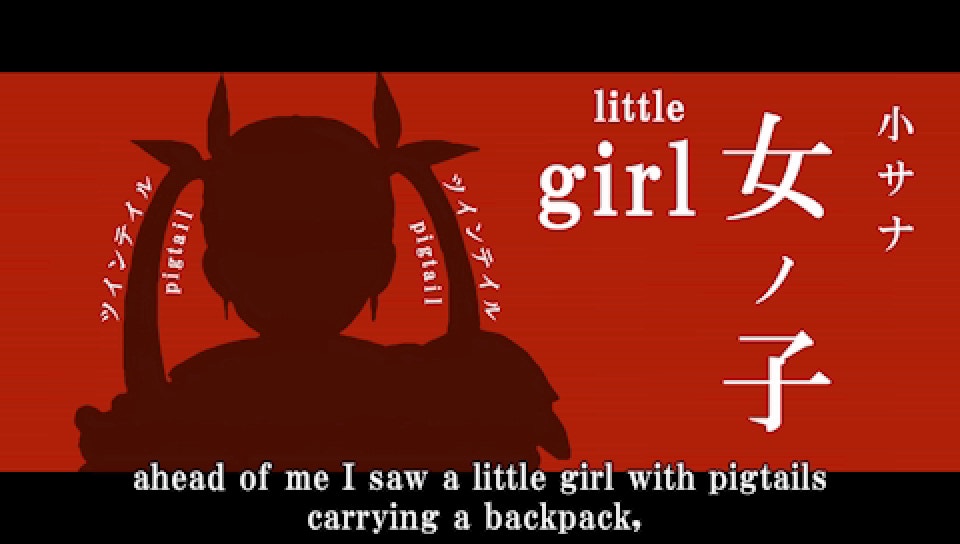 小サナ
女ノ子
little
girl
ツインテイル
pigtail
pigtail
ツインテイル
ahead of me I saw a little girl with pigtails
carrying a backpack,